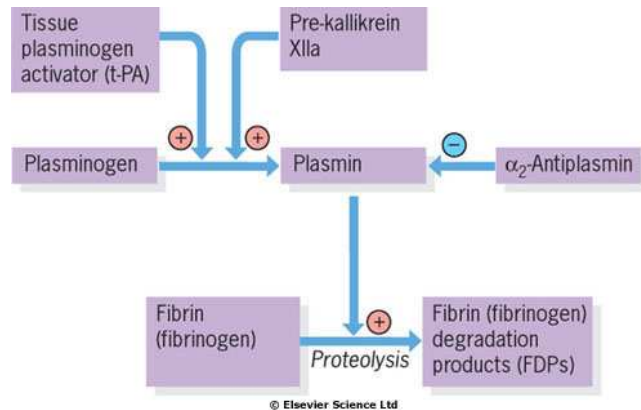 Tissue
plasminogen
activator (t-PA)
Pre-kallikrein
XIIa
+
+
−
Plasminogen
Plasmin
α₂-Antiplasmin
Fibrin
(fibrinogen)
+
Proteolysis
Fibrin (fibrinogen)
degradation
products (FDPs)
© Elsevier Science Ltd